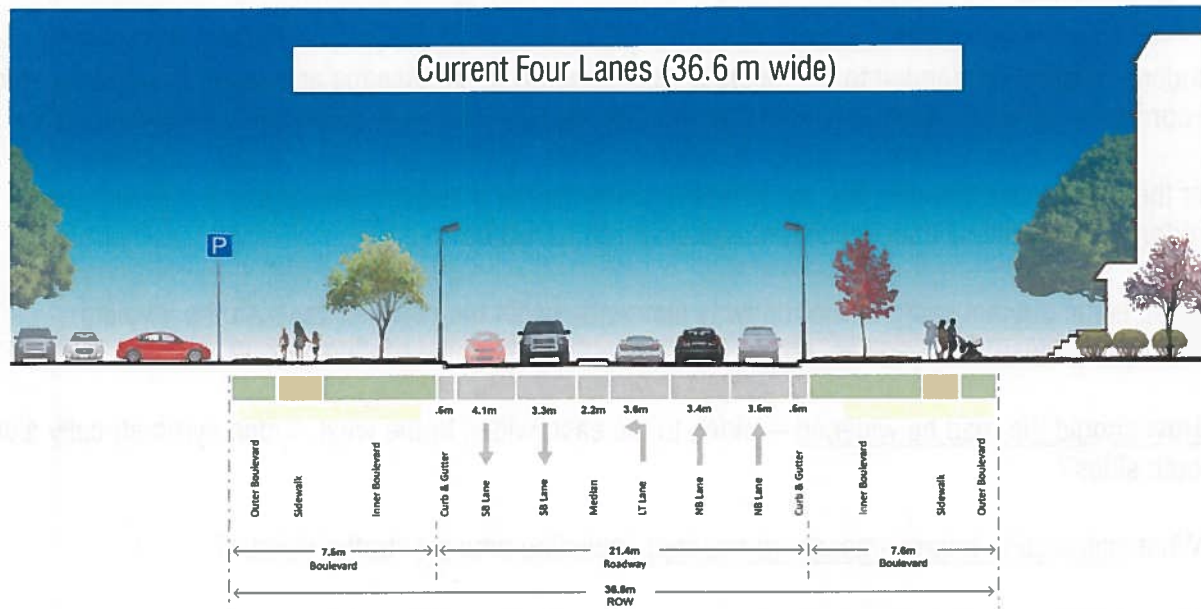 Current Four Lanes (36.6 m wide)
P
.6m 4.1m 3.3m 2.2m 3.6m 3.4m 3.6m .6m
Outer Boulevard
Sidewalk
Inner Boulevard
Curb & Gutter
SB Lane
SB Lane
Median
LT Lane
NB Lane
NB Lane
Curb & Gutter
Inner Boulevard
Sidewalk
Outer Boulevard
7.6m
Boulevard
21.4m
Roadway
7.6m
Boulevard
36.6m
ROW